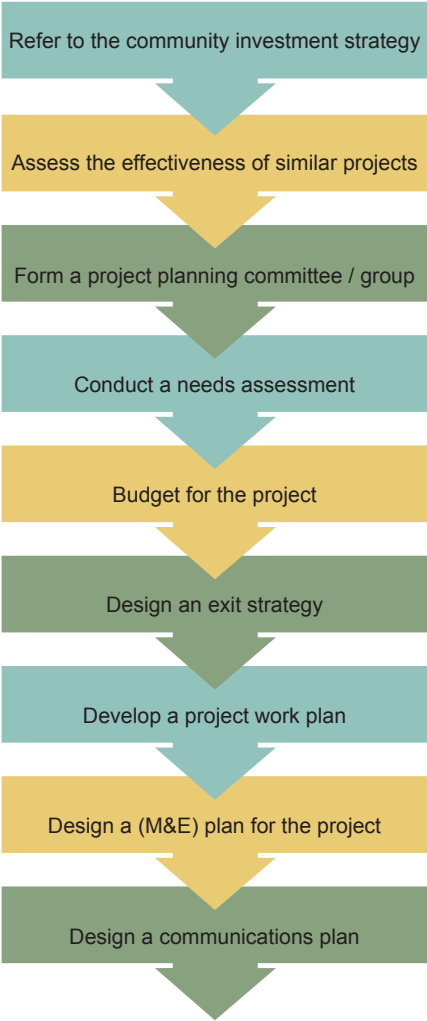 Refer to the community investment strategy
Assess the effectiveness of similar projects
Form a project planning committee / group
Conduct a needs assessment
Budget for the project
Design an exit strategy
Develop a project work plan
Design a (M&E) plan for the project
Design a communications plan